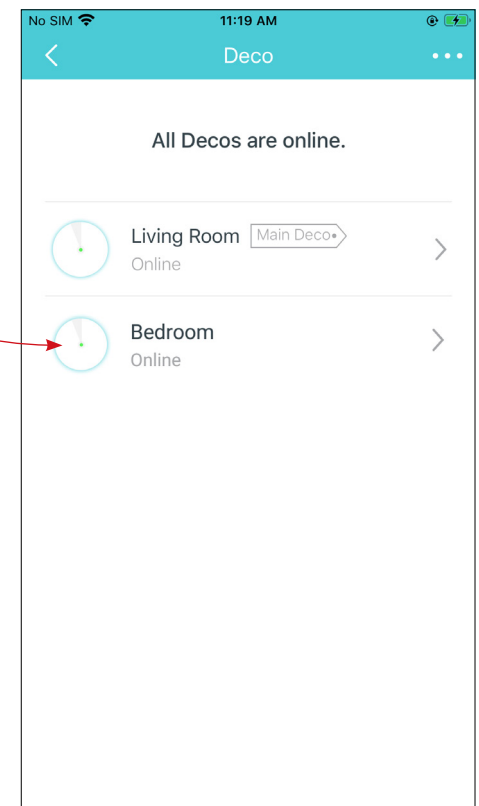 No SIM 11:19 AM
Deco
All Decos are online.
Living Room Main Deco
Online
Bedroom
Online